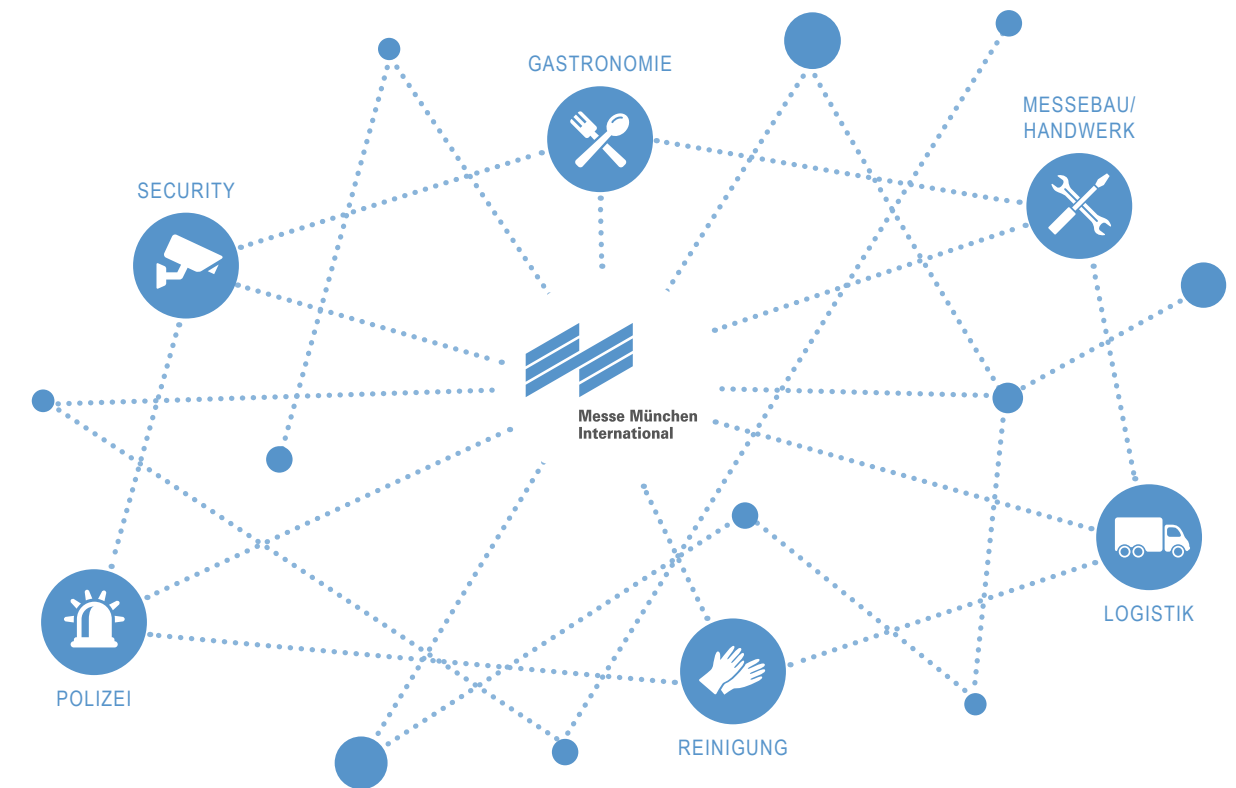 GASTRONOMIE
MESSEBAU/
HANDWERK
SECURITY
Messe München
International
LOGISTIK
POLIZEI
REINIGUNG